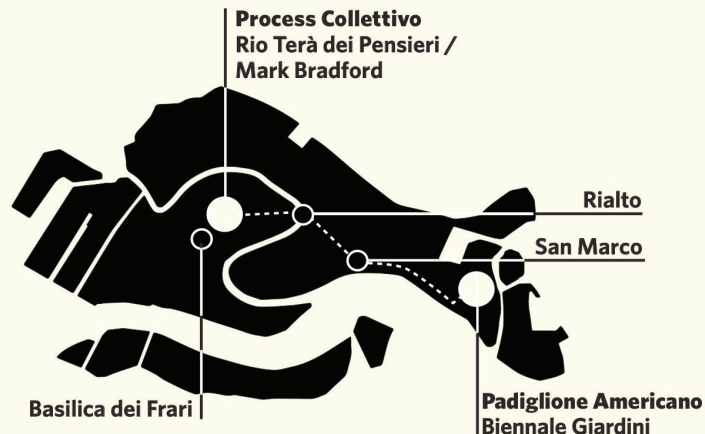 Process Collettivo
Rio Terà dei Pensieri /
Mark Bradford
Rialto
San Marco
Basilica dei Frari
Padiglione Americano
Biennale Giardini